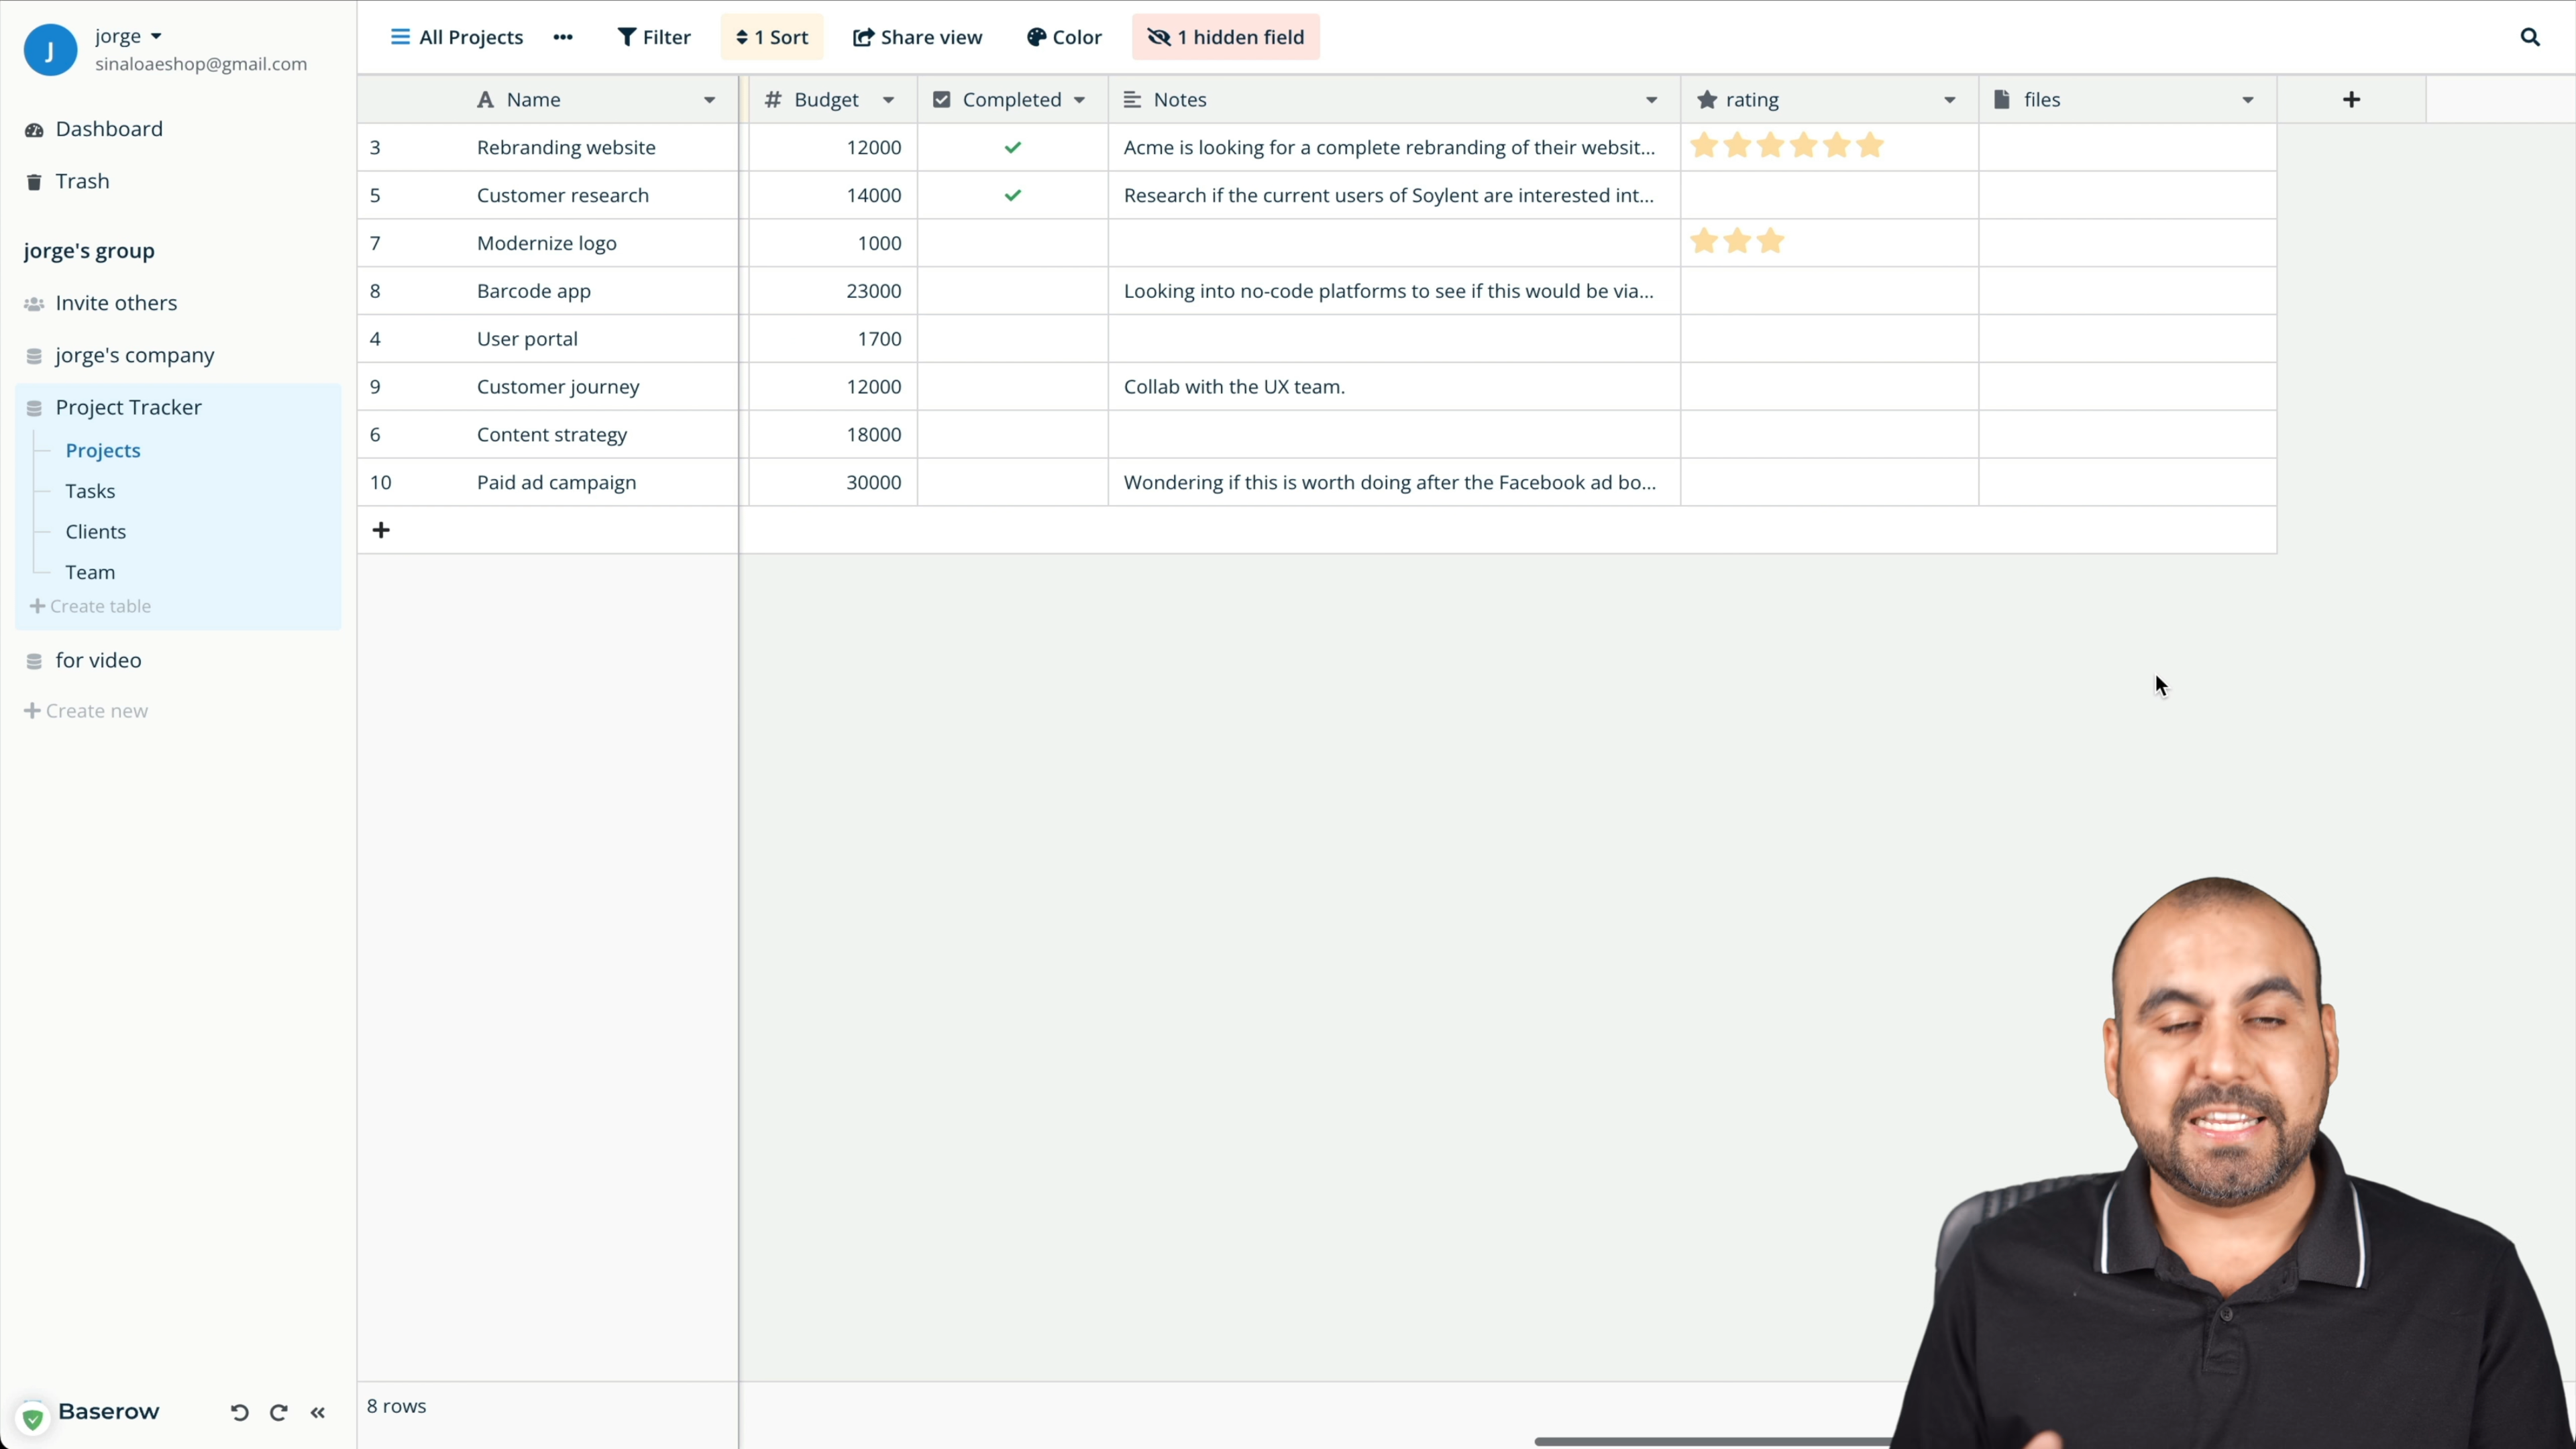 J
jorge
sinaloaeshop@gmail.com
Dashboard
Trash
jorge's group
Invite others
jorge's company
Project Tracker
Projects
Tasks
Clients
Team
+ Create table
for video
+ Create new
Baserow
All Projects ... Filter 1 Sort Share view Color 1 hidden field
A Name # Budget Completed Notes rating files +
3 Rebranding website 12000 Acme is looking for a complete rebranding of their websit...
5 Customer research 14000 Research if the current users of Soylent are interested int...
7 Modernize logo 1000
8 Barcode app 23000 Looking into no-code platforms to see if this would be via...
4 User portal 1700
9 Customer journey 12000 Collab with the UX team.
6 Content strategy 18000
10 Paid ad campaign 30000 Wondering if this is worth doing after the Facebook ad bo...
+
8 rows